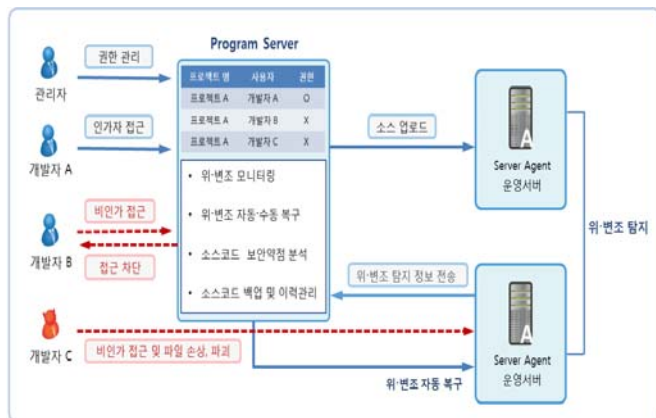 Program Server
권한 관리
관리자
프로젝트 명 사용자 권한
프로젝트 A 개발자 A O
프로젝트 A 개발자 B X
프로젝트 A 개발자 C X
인가자 접근
개발자 A
소스 업로드
A
Server Agent
운영서버
• 위·변조 모니터링
• 위·변조 자동·수동 복구
• 소스코드 보안약점 분석
• 소스코드 백업 및 이력관리
비인가 접근
개발자 B
접근 차단
위·변조 탐지
위·변조 탐지 정보 전송
개발자 C
비인가 접근 및 파일 손상, 파괴
A
Server Agent
운영서버
위·변조 자동 복구